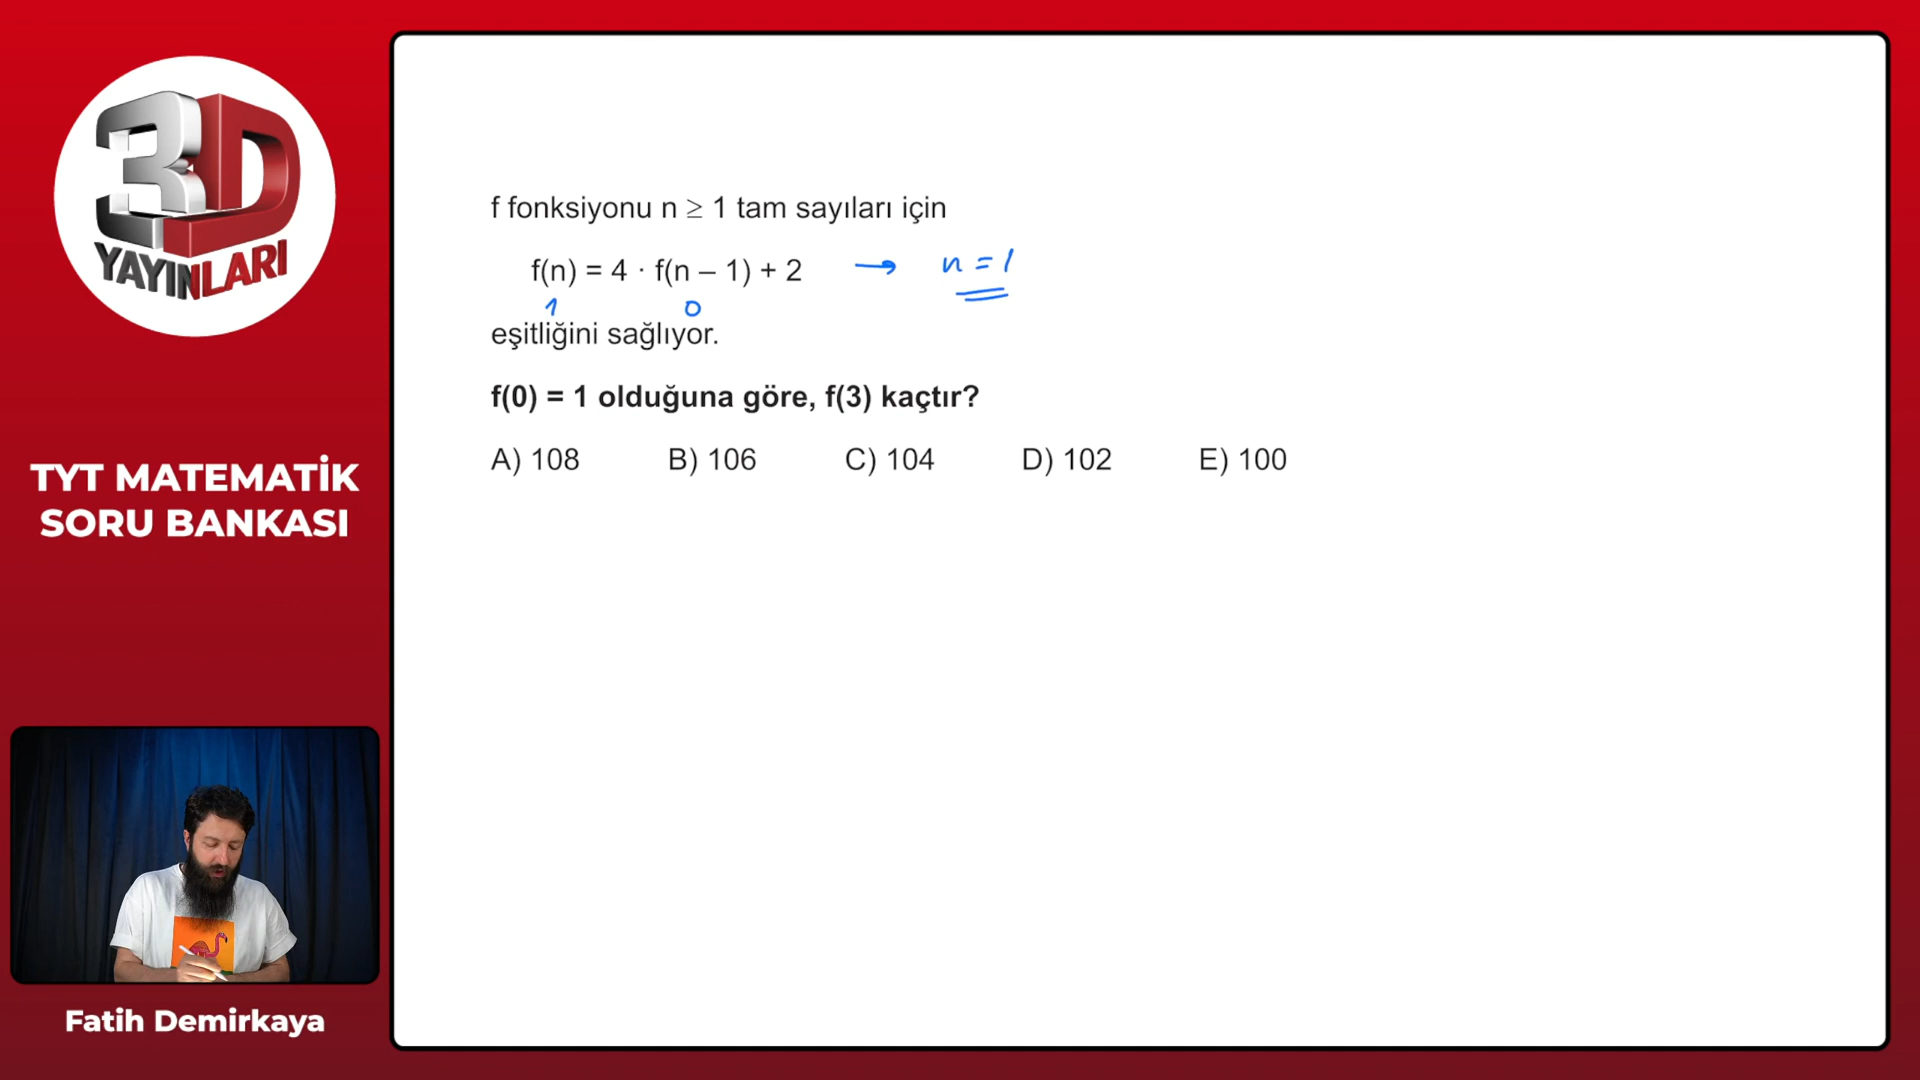 3D
YAYINLARI
TYT MATEMATİK
SORU BANKASI
Fatih Demirkaya
f fonksiyonu n ≥ 1 tam sayıları için
f(n) = 4 · f(n – 1) + 2 → n = 1
1 0
eşitliğini sağlıyor.
f(0) = 1 olduğuna göre, f(3) kaçtır?
A) 108 B) 106 C) 104 D) 102 E) 100